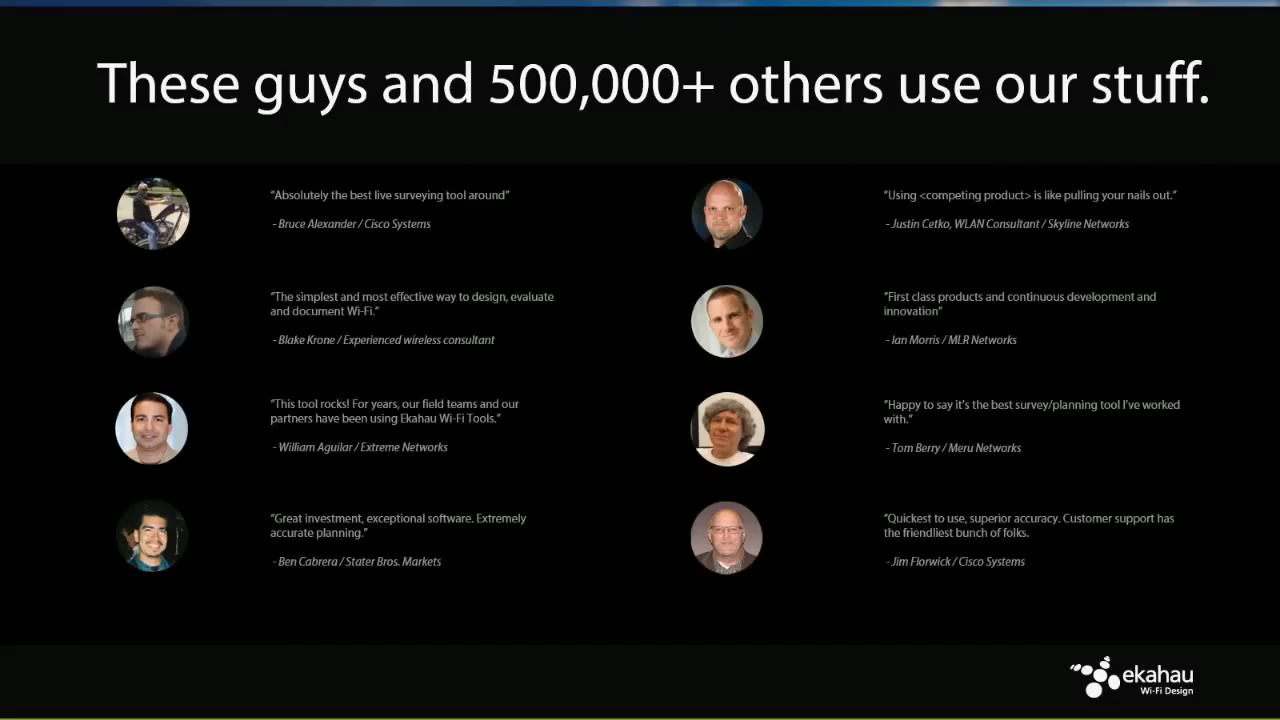 These guys and 500,000+ others use our stuff.
“Absolutely the best live surveying tool around”
- Bruce Alexander / Cisco Systems
“The simplest and most effective way to design, evaluate
and document Wi-Fi.”
- Blake Krone / Experienced wireless consultant
“This tool rocks! For years, our field teams and our
partners have been using Ekahau Wi-Fi Tools.”
- William Aguilar / Extreme Networks
“Great investment, exceptional software. Extremely
accurate planning.”
- Ben Cabrera / Stater Bros. Markets
“Using <competing product> is like pulling your nails out.”
- Justin Cetko, WLAN Consultant / Skyline Networks
“First class products and continuous development and
innovation”
- Ian Morris / MLR Networks
“Happy to say it’s the best survey/planning tool I’ve worked
with.”
- Tom Berry / Meru Networks
“Quickest to use, superior accuracy. Customer support has
the friendliest bunch of folks.
- Jim Florwick / Cisco Systems
ekahau
Wi-Fi Design